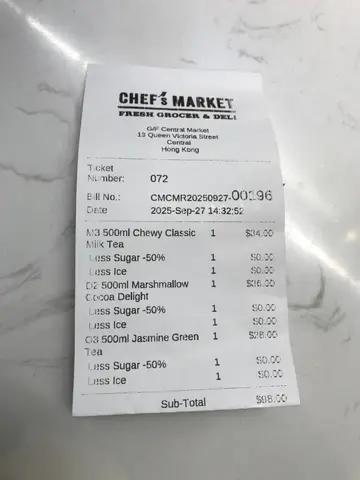 CHEF's MARKET
FRESH GROCER & DELI
G/F Central Market
13 Queen Victoria Street
Central
Hong Kong
Ticket
Number: 072
Bill No.: CMCMR20250927-00196
Date 2025-Sep-27 14:32:52
M3 500ml Chewy Classic 1 $34.00
Milk Tea
Less Sugar -50% 1 $0.00
Less Ice 1 $0.00
D2 500ml Marshmallow 1 $36.00
Cocoa Delight
Less Sugar -50% 1 $0.00
Less Ice 1 $0.00
O3 500ml Jasmine Green 1 $28.00
Tea
Less Sugar -50% 1 $0.00
Less Ice 1 $0.00
Sub-Total $98.00